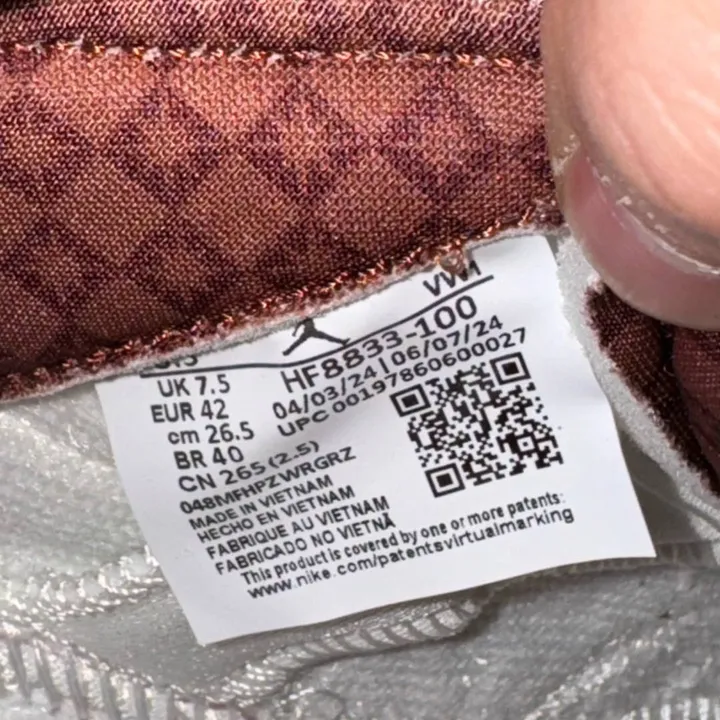 VW1
UK 7.5
EUR 42
cm 26.5
BR 40
CN 265 (2.5)
048MFHPZWRGRZ
MADE IN VIETNAM
HECHO EN VIETNAM
FABRIQUE AU VIETNAM
FABRICADO NO VIETNÃ
HF8833-100
04/03/24 | 06/07/24
UPC 00197860600027
This product is covered by one or more patents:
www.nike.com/patentsvirtualmarking